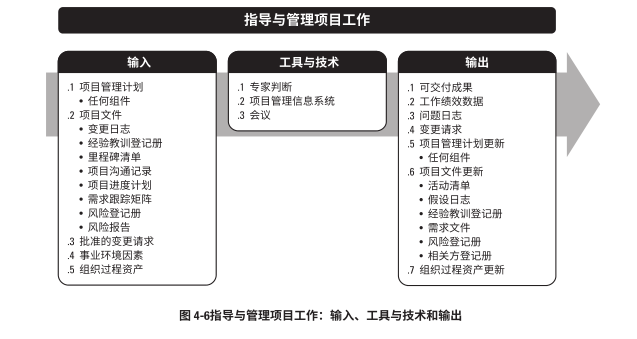 指导与管理项目工作
输入
.1 项目管理计划
• 任何组件
.2 项目文件
• 变更日志
• 经验教训登记册
• 里程碑清单
• 项目沟通记录
• 项目进度计划
• 需求跟踪矩阵
• 风险登记册
• 风险报告
.3 批准的变更请求
.4 事业环境因素
.5 组织过程资产
工具与技术
.1 专家判断
.2 项目管理信息系统
.3 会议
输出
.1 可交付成果
.2 工作绩效数据
.3 问题日志
.4 变更请求
.5 项目管理计划更新
• 任何组件
.6 项目文件更新
• 活动清单
• 假设日志
• 经验教训登记册
• 需求文件
• 风险登记册
• 相关方登记册
.7 组织过程资产更新
图 4-6指导与管理项目工作：输入、工具与技术和输出